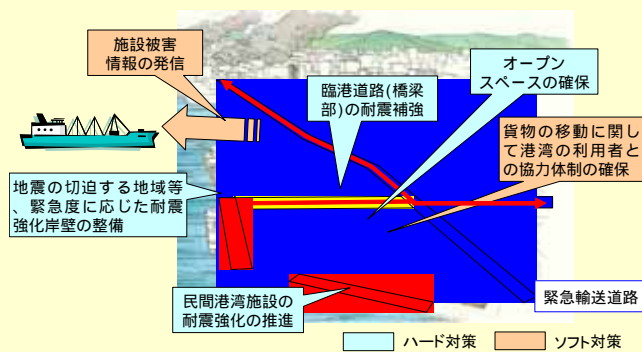 施設被害
情報の発信
オープン
スペースの確保
臨港道路(橋梁
部)の耐震補強
貨物の移動に関し
て港湾の利用者と
の協力体制の確保
地震の切迫する地域等
、緊急度に応じた耐震
強化岸壁の整備
民間港湾施設の
耐震強化の推進
緊急輸送道路
ハード対策
ソフト対策